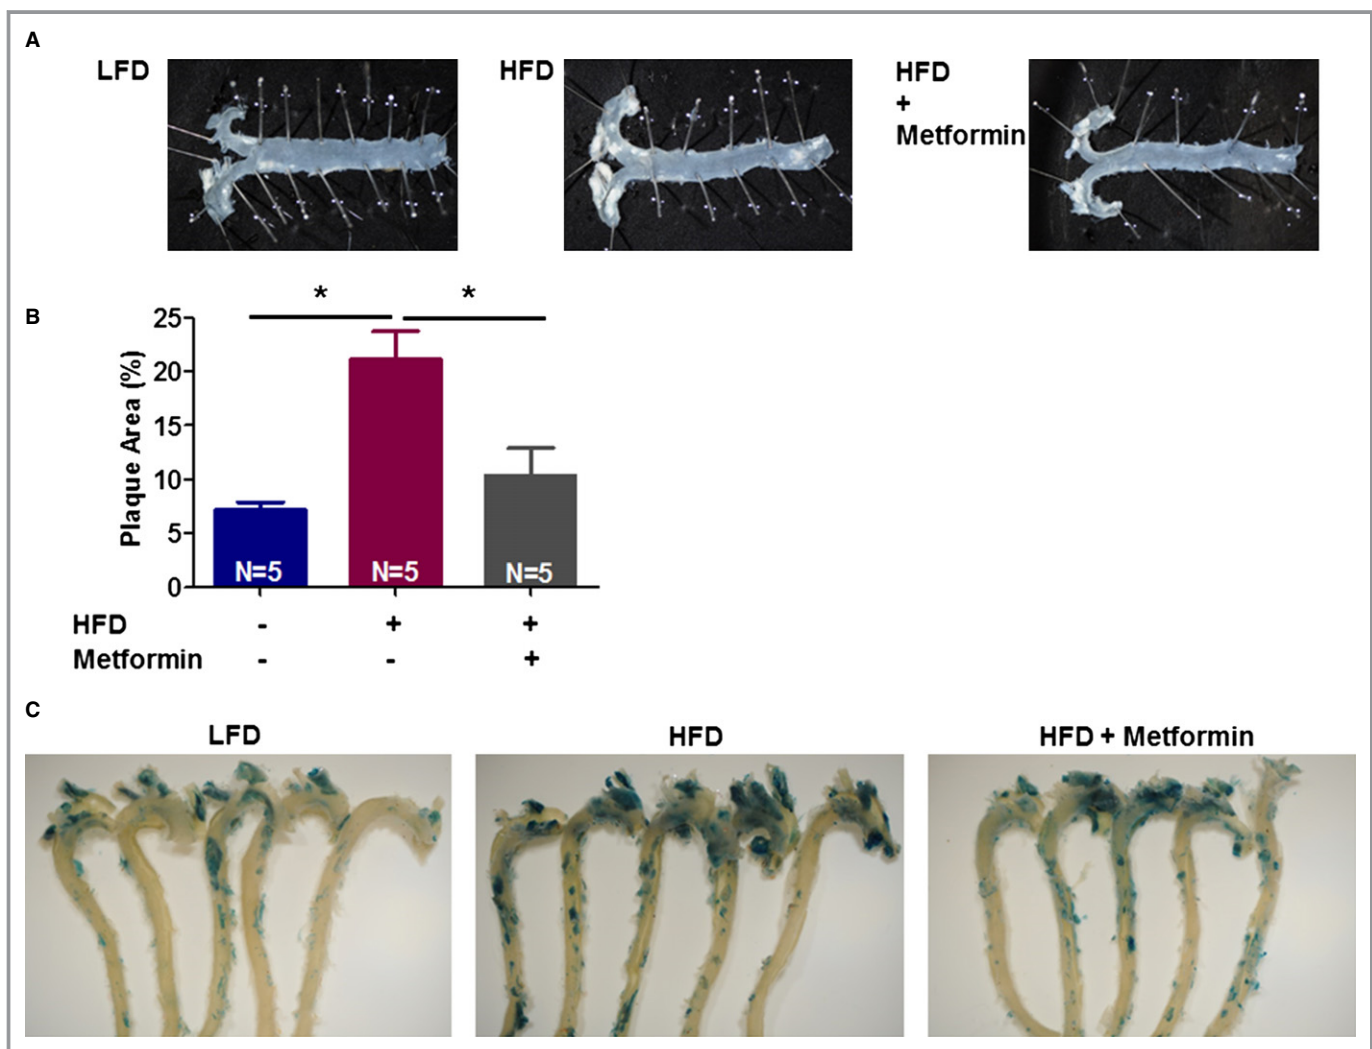 A
LFD
HFD
HFD
+
Metformin
B
* *
25
20
15
10
5
0
Plaque Area (%)
N=5 N=5 N=5
HFD - + +
Metformin - - +
C
LFD HFD HFD + Metformin